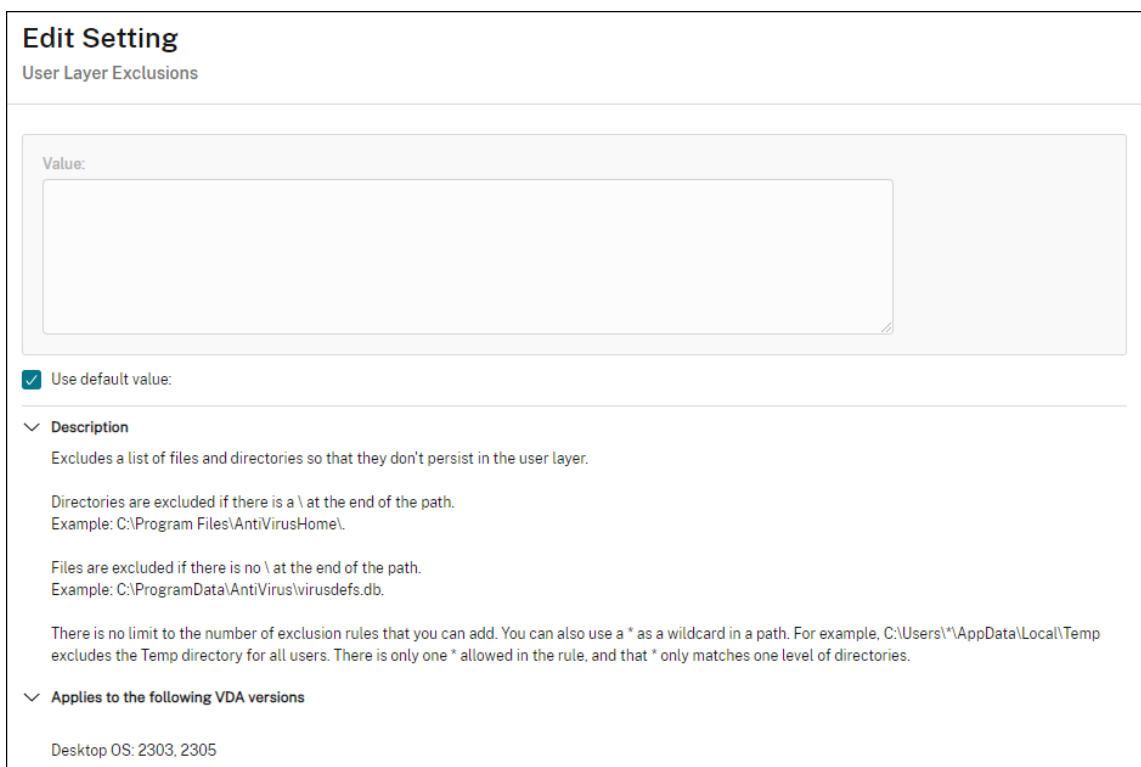 Edit Setting
User Layer Exclusions
Value:
Use default value:
Description
Excludes a list of files and directories so that they don't persist in the user layer.
Directories are excluded if there is a \ at the end of the path.
Example: C:\Program Files\AntiVirusHome\.
Files are excluded if there is no \ at the end of the path.
Example: C:\ProgramData\AntiVirus\virusdefs.db.
There is no limit to the number of exclusion rules that you can add. You can also use a * as a wildcard in a path. For example, C:\Users\*\AppData\Local\Temp
excludes the Temp directory for all users. There is only one * allowed in the rule, and that * only matches one level of directories.
Applies to the following VDA versions
Desktop OS: 2303, 2305